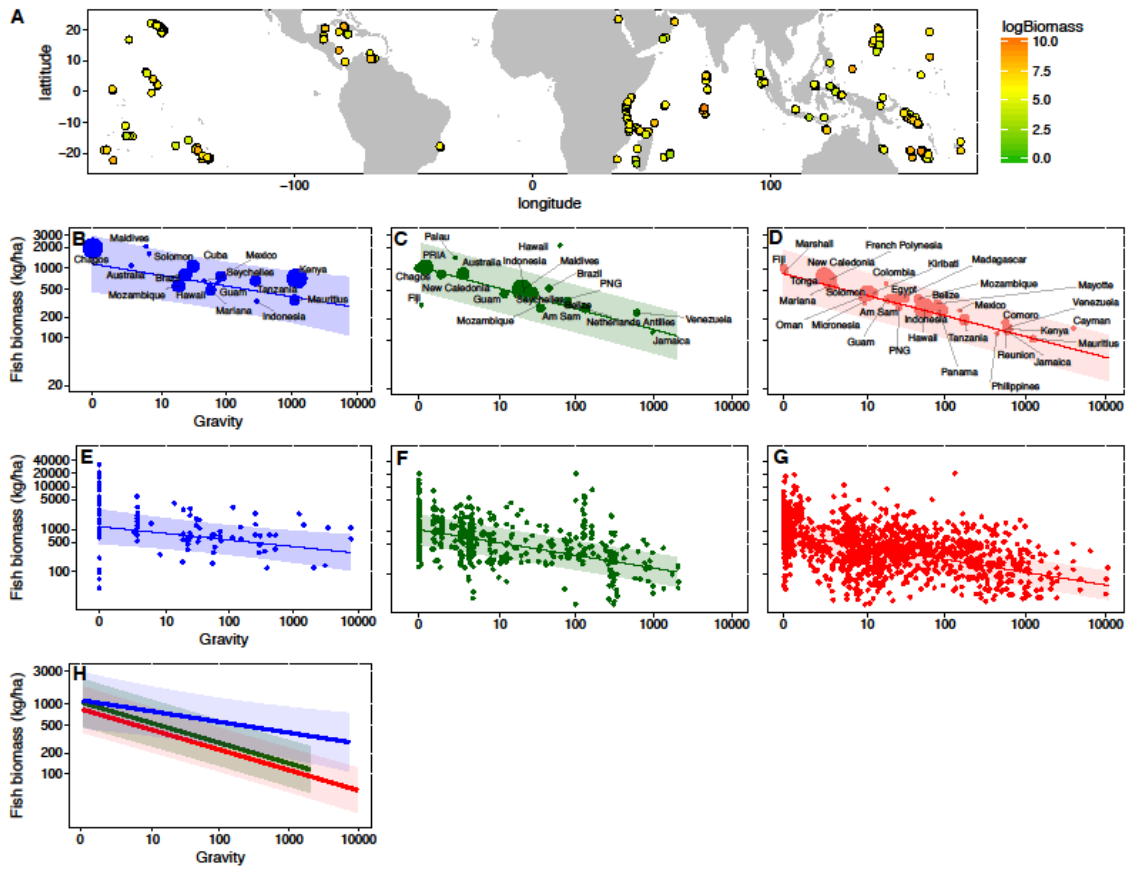 A
20
10
0
−10
−20
lattitude
−100
0
100
longitude
logBiomass
10.0
7.5
5.0
2.5
0.0
B
Fish biomass (kg/ha)
3000
2000
1000
500
200
100
20
Maldives
Chagos
Solomon
Cuba
Mexico
Australia
Brazil
Seychelles
Kenya
Tanzania
Mozambique
Hawaii
Guam
Mauritius
Mariana
Indonesia
0
10
100
1000
10000
Gravity
C
Palau
Hawaii
PRIA
Australia
Indonesia
Maldives
Chagos
Brazil
New Caledonia
PNG
Fiji
Guam
Seychelles
Belize
Mozambique
Am Sam
Netherlands Antilles
Venezuela
Jamaica
0
10
100
1000
10000
D
Marshall
French Polynesia
Fiji
New Caledonia
Kiribati
Madagascar
Colombia
Tonga
Egypt
Mozambique
Solomon
Mayotte
Mariana
Belize
Mexico
Venezuela
Oman
Am Sam
Comoro
Micronesia
Indonesia
Cayman
Kenya
Guam
Hawaii
Tanzania
Mauritius
PNG
Reunion
Panama
Jamaica
Philippines
0
10
100
1000
10000
E
Fish biomass (kg/ha)
40000
20000
10000
5000
1000
500
100
0
10
100
1000
10000
Gravity
F
0
10
100
1000
10000
G
0
10
100
1000
10000
H
Fish biomass (kg/ha)
3000
1000
500
200
100
0
10
100
1000
10000
Gravity